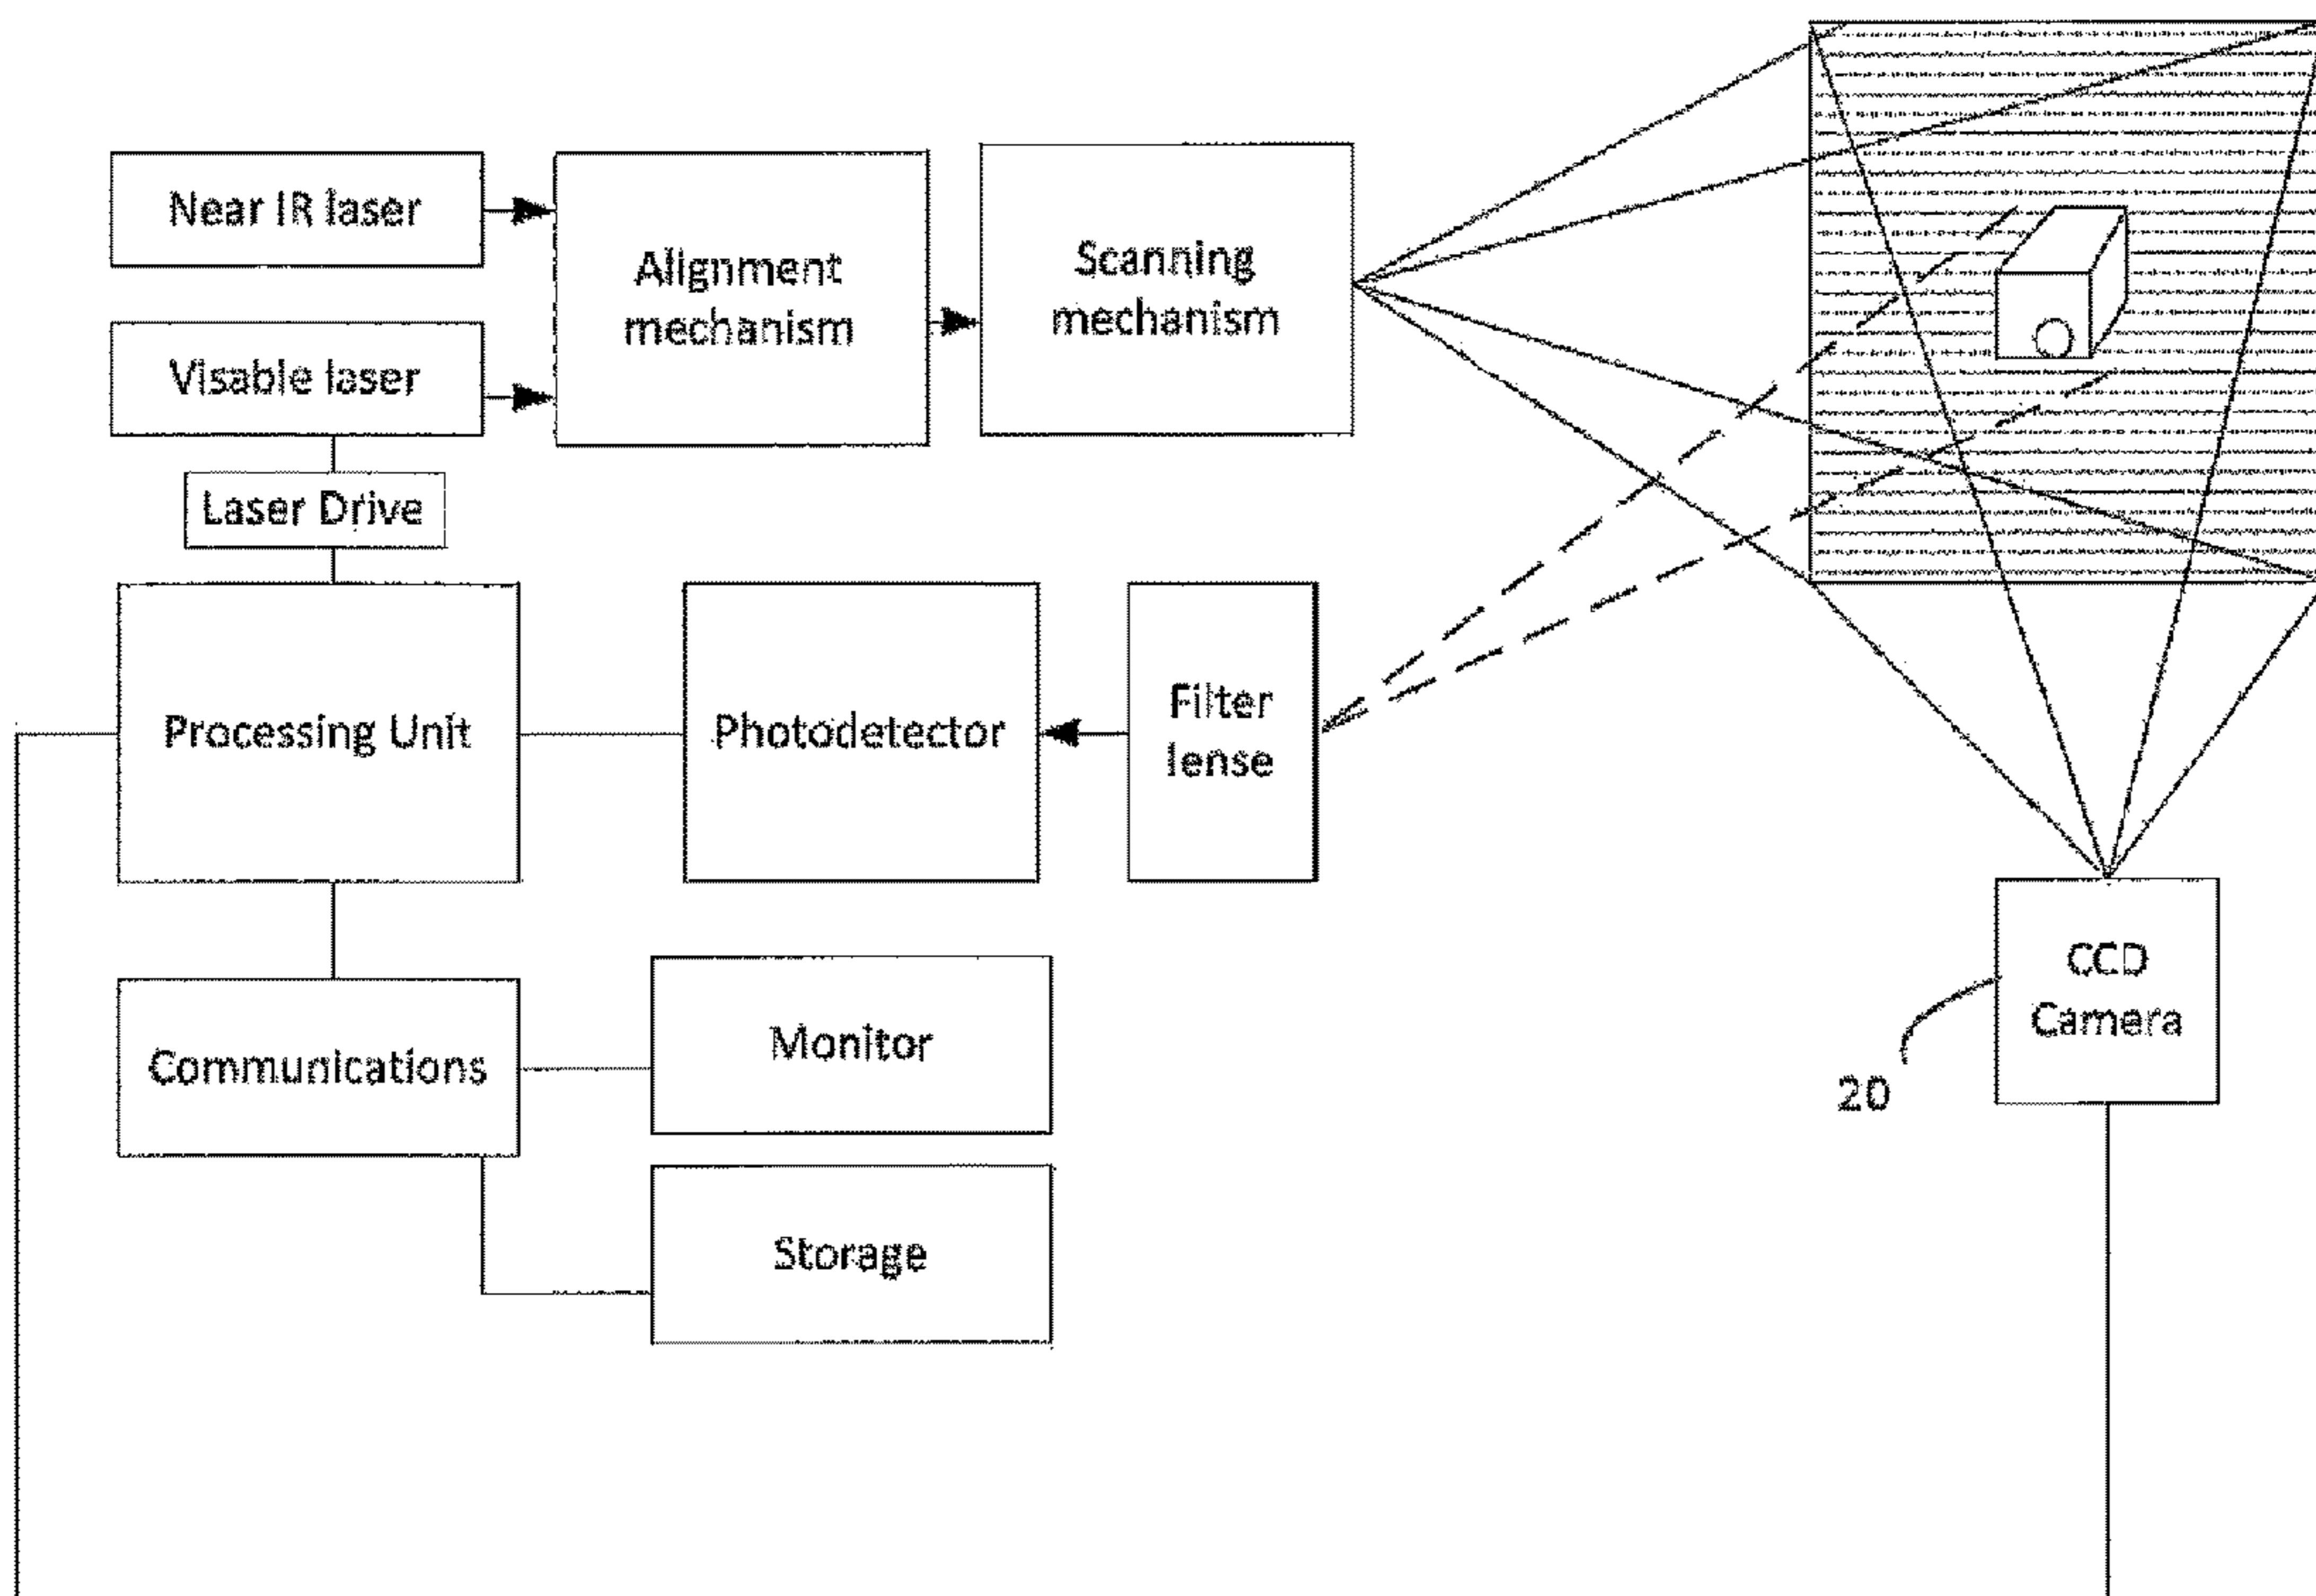 Near IR laser
Alignment
mechanism
Scanning
mechanism
Visable laser
Laser Drive
Processing Unit
Photodetector
Filter
lense
CCD
Camera
20
Communications
Monitor
Storage